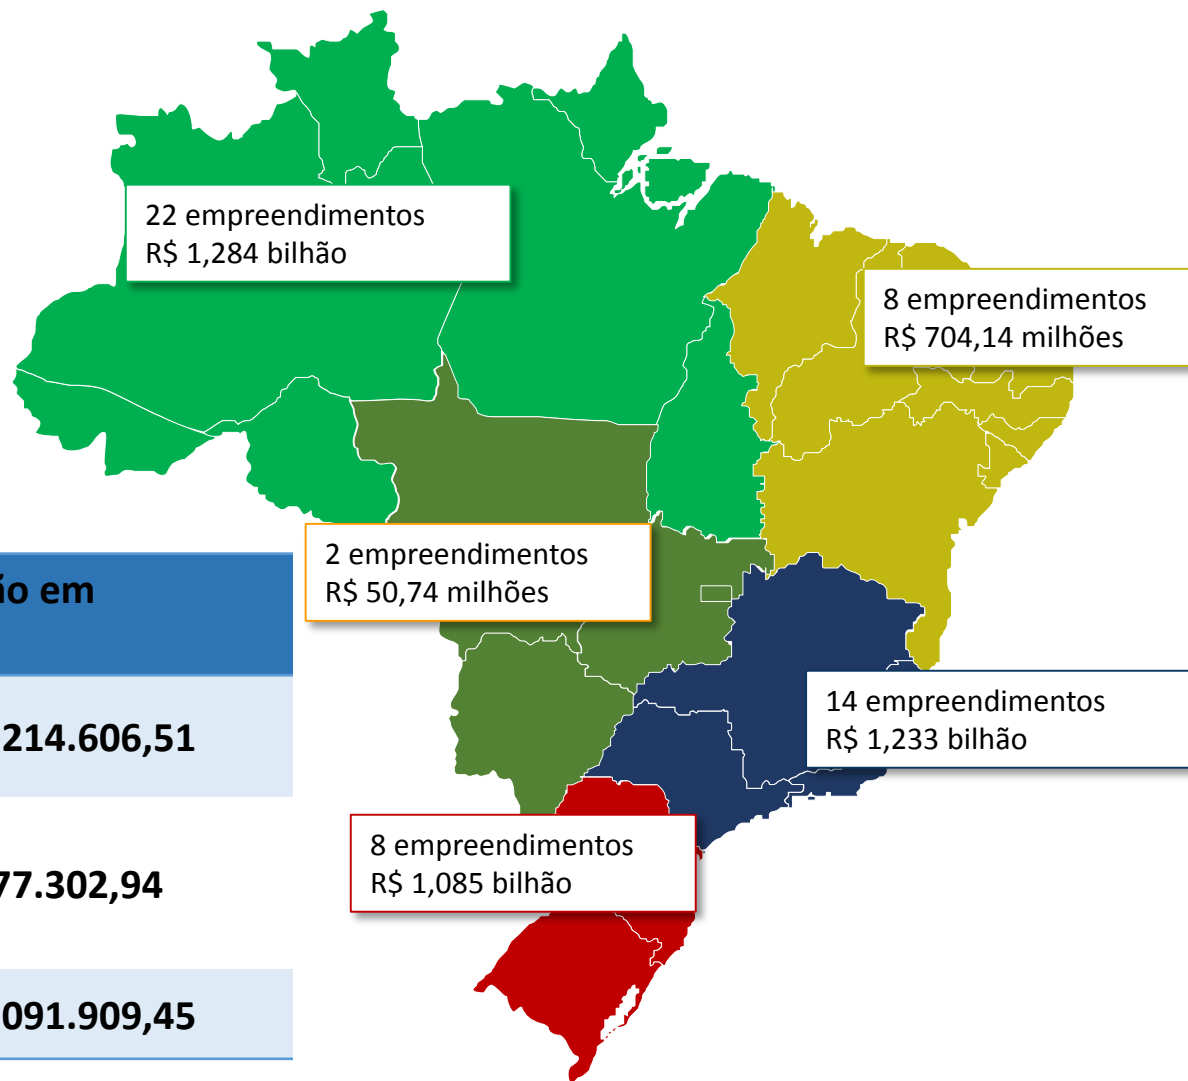 22 empreendimentos
R$ 1,284 bilhão
8 empreendimentos
R$ 704,14 milhões
2 empreendimentos
R$ 50,74 milhões
em
214.606,51
14 empreendimentos
R$ 1,233 bilhão
8 empreendimentos
R$ 1,085 bilhão
77.302,94
091.909,45